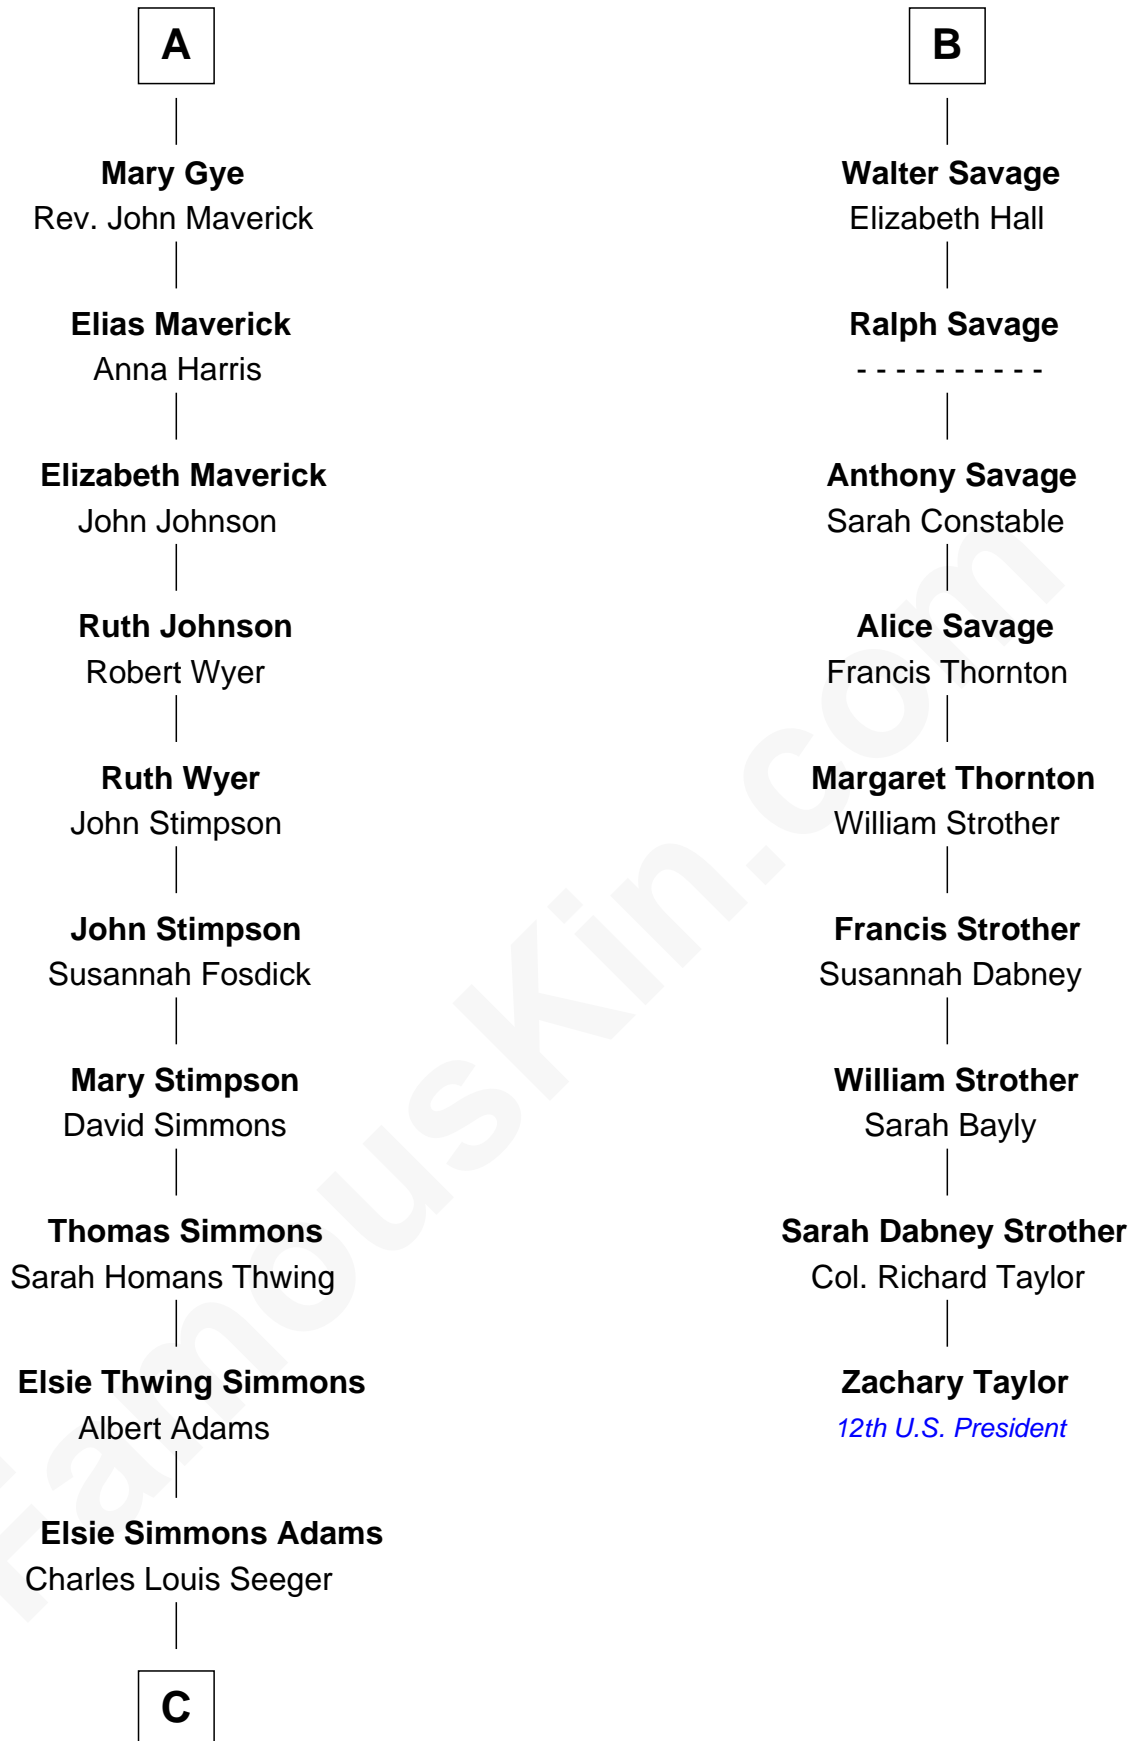 A
Mary Gye
Rev. John Maverick
Elias Maverick
Anna Harris
Elizabeth Maverick
John Johnson
Ruth Johnson
Robert Wyer
Ruth Wyer
John Stimpson
John Stimpson
Susannah Fosdick
Mary Stimpson
David Simmons
Thomas Simmons
Sarah Homans Thwing
Elsie Thwing Simmons
Albert Adams
Elsie Simmons Adams
Charles Louis Seeger
C
B
Walter Savage
Elizabeth Hall
Ralph Savage
- - - - - - - - - -
Anthony Savage
Sarah Constable
Alice Savage
Francis Thornton
Margaret Thornton
William Strother
Francis Strother
Susannah Dabney
William Strother
Sarah Bayly
Sarah Dabney Strother
Col. Richard Taylor
Zachary Taylor
12th U.S. President
FamousKin.com